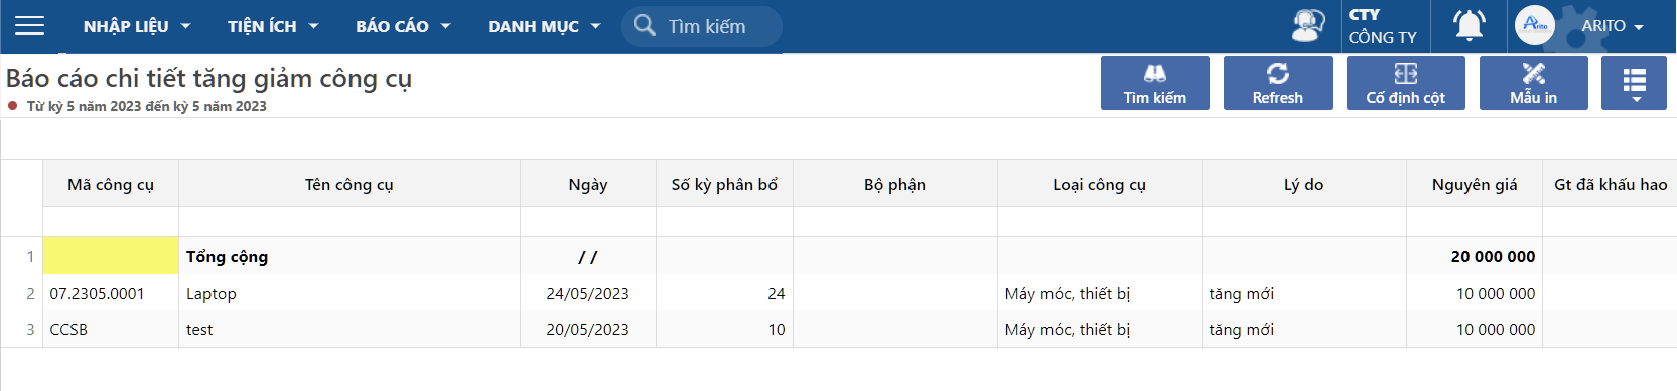 NHẬP LIỆU TIỆN ÍCH BÁO CÁO DANH MỤC Tìm kiếm CTY CÔNG TY Arito ARITO
Báo cáo chi tiết tăng giảm công cụ
Từ kỳ 5 năm 2023 đến kỳ 5 năm 2023
Tìm kiếm Refresh Cố định cột Mẫu in
Mã công cụ Tên công cụ Ngày Số kỳ phân bổ Bộ phận Loại công cụ Lý do Nguyên giá Gt đã khấu hao
1 Tổng cộng / / 20 000 000
2 07.2305.0001 Laptop 24/05/2023 24 Máy móc, thiết bị tăng mới 10 000 000
3 CCSB test 20/05/2023 10 Máy móc, thiết bị tăng mới 10 000 000